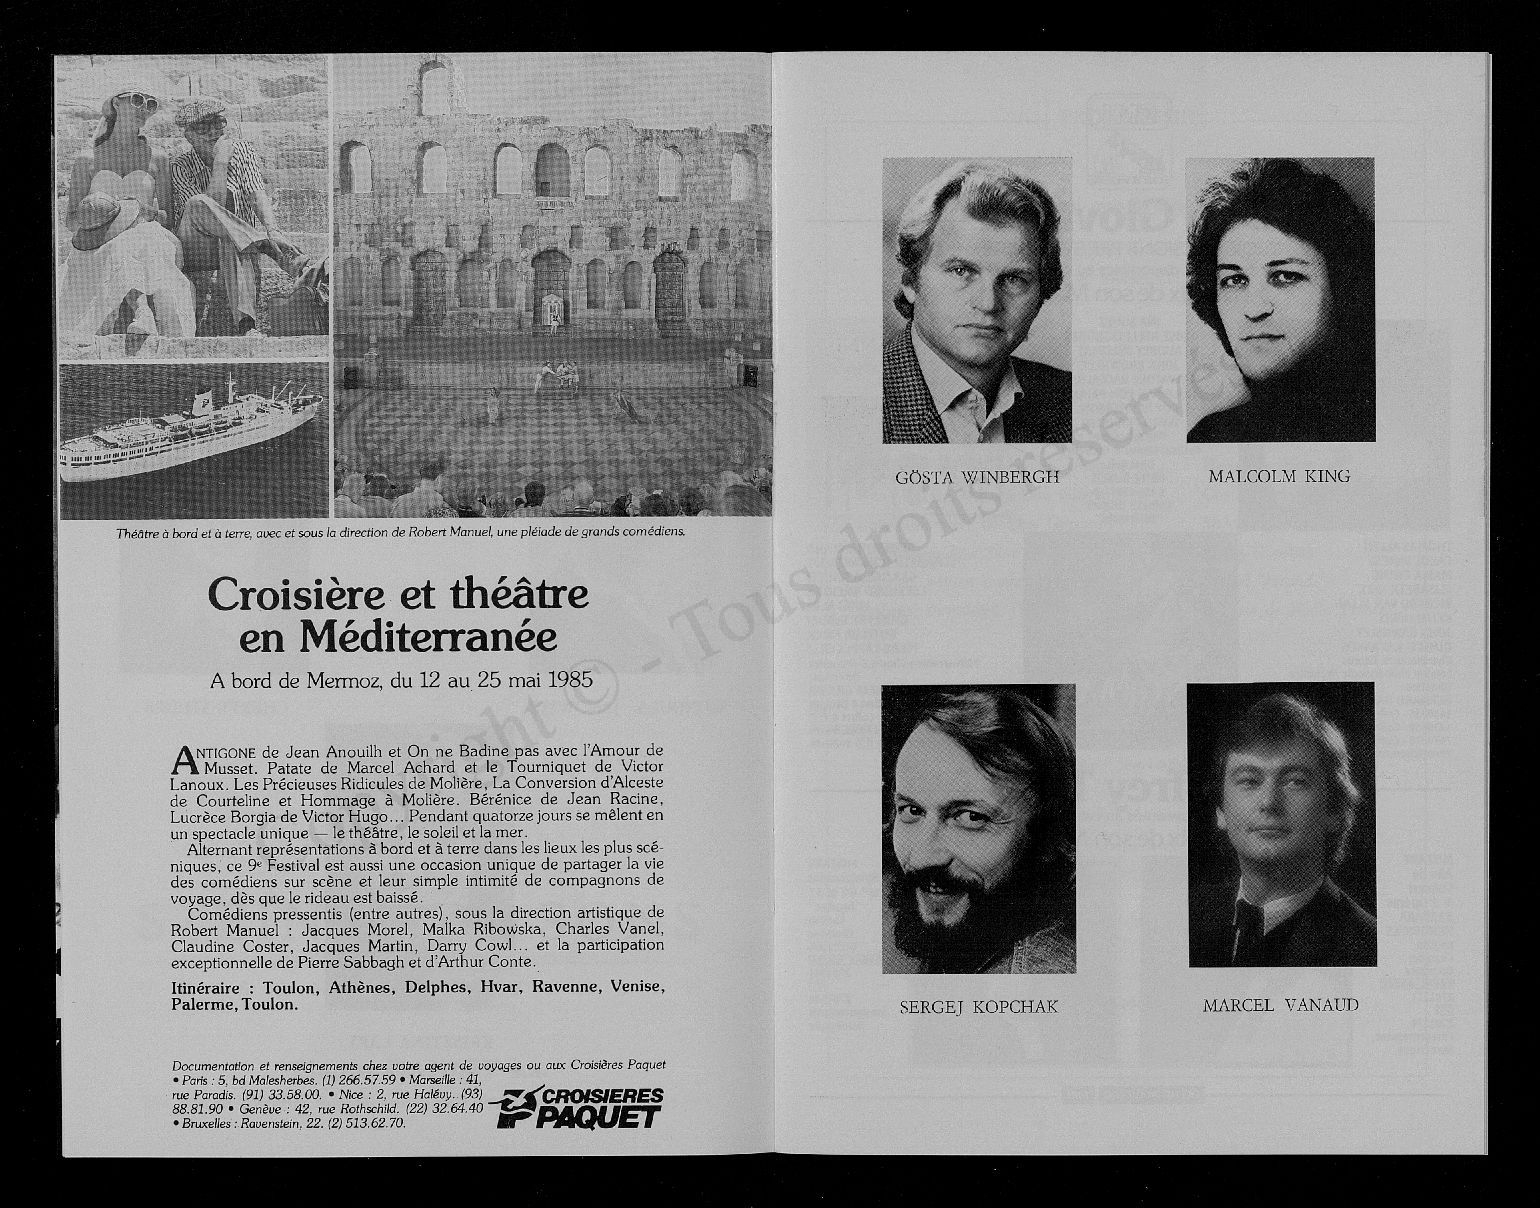 Théâtre à bord et à terre, avec et sous la direction de Robert Manuel, une pléiade de grands comédiens.
Croisière et théâtre
en Méditerranée
A bord de Mermoz, du 12 au 25 mai 1985
ANTIGONE de Jean Anouilh et On ne Badine pas avec l'Amour de
Musset. Patate de Marcel Achard et le Tourniquet de Victor
Lanoux. Les Précieuses Ridicules de Molière, La Conversion d'Alceste
de Courteline et Hommage à Molière. Bérénice de Jean Racine,
Lucrèce Borgia de Victor Hugo... Pendant quatorze jours se mêlent en
un spectacle unique — le théâtre, le soleil et la mer.
Alternant représentations à bord et à terre dans les lieux les plus scé-
niques, ce 9e Festival est aussi une occasion unique de partager la vie
des comédiens sur scène et leur simple intimité de compagnons de
voyage, dès que le rideau est baissé.
Comédiens pressentis (entre autres), sous la direction artistique de
Robert Manuel : Jacques Morel, Malka Ribowska, Charles Vanel,
Claudine Coster, Jacques Martin, Darry Cowl... et la participation
exceptionnelle de Pierre Sabbagh et d'Arthur Conte.
Itinéraire : Toulon, Athènes, Delphes, Hvar, Ravenne, Venise,
Palerme, Toulon.
Documentation et renseignements chez votre agent de voyages ou aux Croisières Paquet
• Paris : 5, bd Malesherbes. (1) 266.57.59 • Marseille : 41,
rue Paradis. (91) 33.58.00. • Nice : 2, rue Halévy. (93)
88.81.90 • Genève : 42, rue Rothschild. (22) 32.64.40
• Bruxelles : Ravenstein, 22. (2) 513.62.70.
CROISIERES
PAQUET
GÖSTA WINBERGH
MALCOLM KING
SERGEJ KOPCHAK
MARCEL VANAUD
© - Tous droits réservés